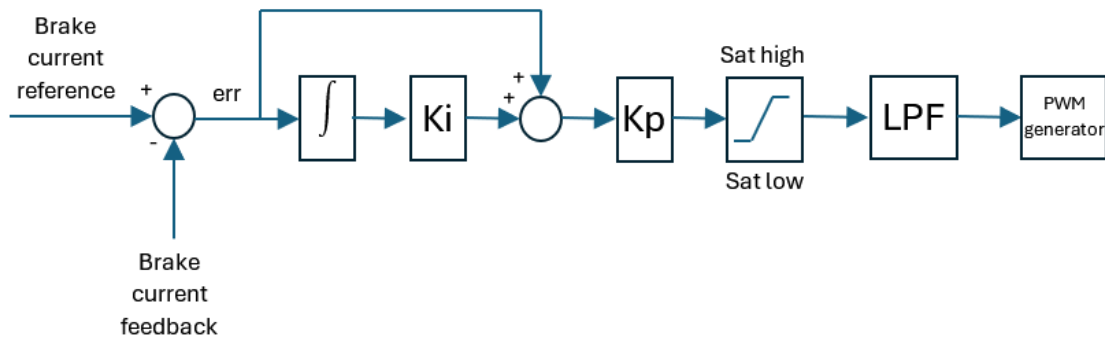 Brake
current
reference
+
-
err
∫
Ki
+
+
Kp
Sat high
Sat low
LPF
PWM
generator
Brake
current
feedback